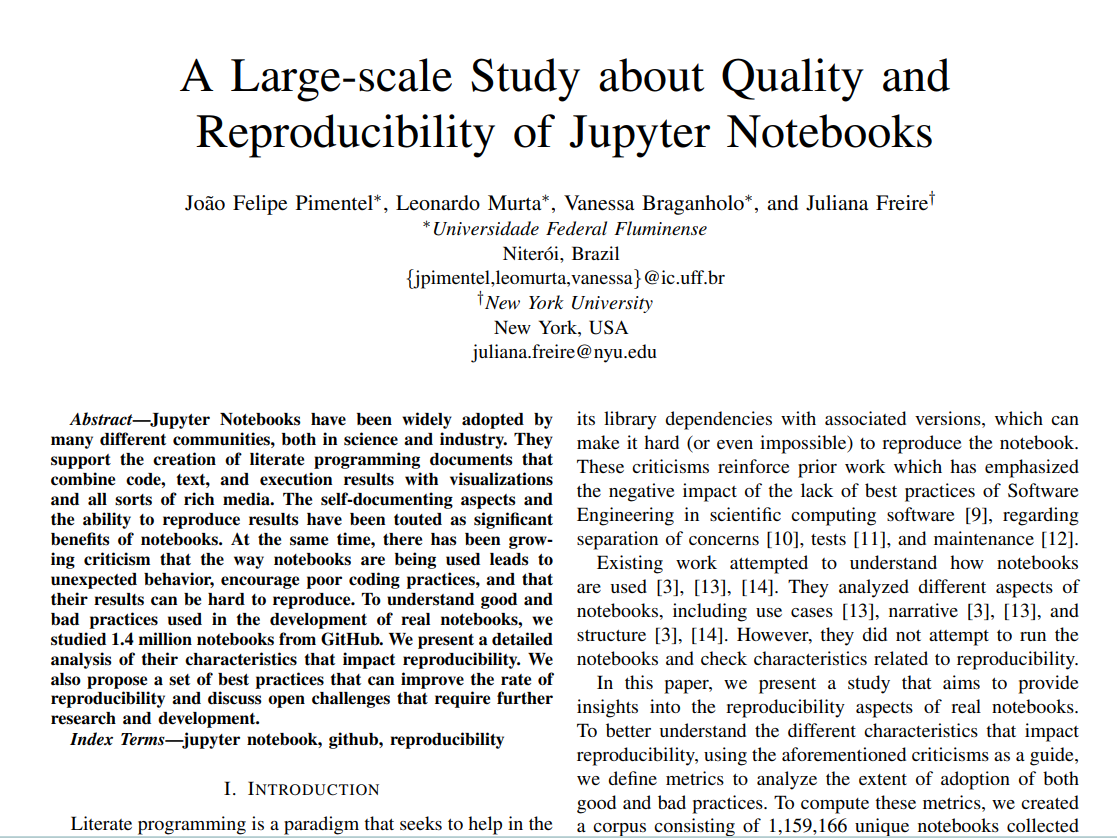 A Large-scale Study about Quality and
Reproducibility of Jupyter Notebooks
João Felipe Pimentel*, Leonardo Murta*, Vanessa Braganholo*, and Juliana Freire†
*Universidade Federal Fluminense
Niterói, Brazil
{jpimentel,leomurta,vanessa}@ic.uff.br
†New York University
New York, USA
juliana.freire@nyu.edu
Abstract—Jupyter Notebooks have been widely adopted by
many different communities, both in science and industry. They
support the creation of literate programming documents that
combine code, text, and execution results with visualizations
and all sorts of rich media. The self-documenting aspects and
the ability to reproduce results have been touted as significant
benefits of notebooks. At the same time, there has been grow-
ing criticism that the way notebooks are being used leads to
unexpected behavior, encourage poor coding practices, and that
their results can be hard to reproduce. To understand good and
bad practices used in the development of real notebooks, we
studied 1.4 million notebooks from GitHub. We present a detailed
analysis of their characteristics that impact reproducibility. We
also propose a set of best practices that can improve the rate of
reproducibility and discuss open challenges that require further
research and development.
Index Terms—jupyter notebook, github, reproducibility
I. INTRODUCTION
Literate programming is a paradigm that seeks to help in the
its library dependencies with associated versions, which can
make it hard (or even impossible) to reproduce the notebook.
These criticisms reinforce prior work which has emphasized
the negative impact of the lack of best practices of Software
Engineering in scientific computing software [9], regarding
separation of concerns [10], tests [11], and maintenance [12].
Existing work attempted to understand how notebooks
are used [3], [13], [14]. They analyzed different aspects of
notebooks, including use cases [13], narrative [3], [13], and
structure [3], [14]. However, they did not attempt to run the
notebooks and check characteristics related to reproducibility.
In this paper, we present a study that aims to provide
insights into the reproducibility aspects of real notebooks.
To better understand the different characteristics that impact
reproducibility, using the aforementioned criticisms as a guide,
we define metrics to analyze the extent of adoption of both
good and bad practices. To compute these metrics, we created
a corpus consisting of 1,159,166 unique notebooks collected